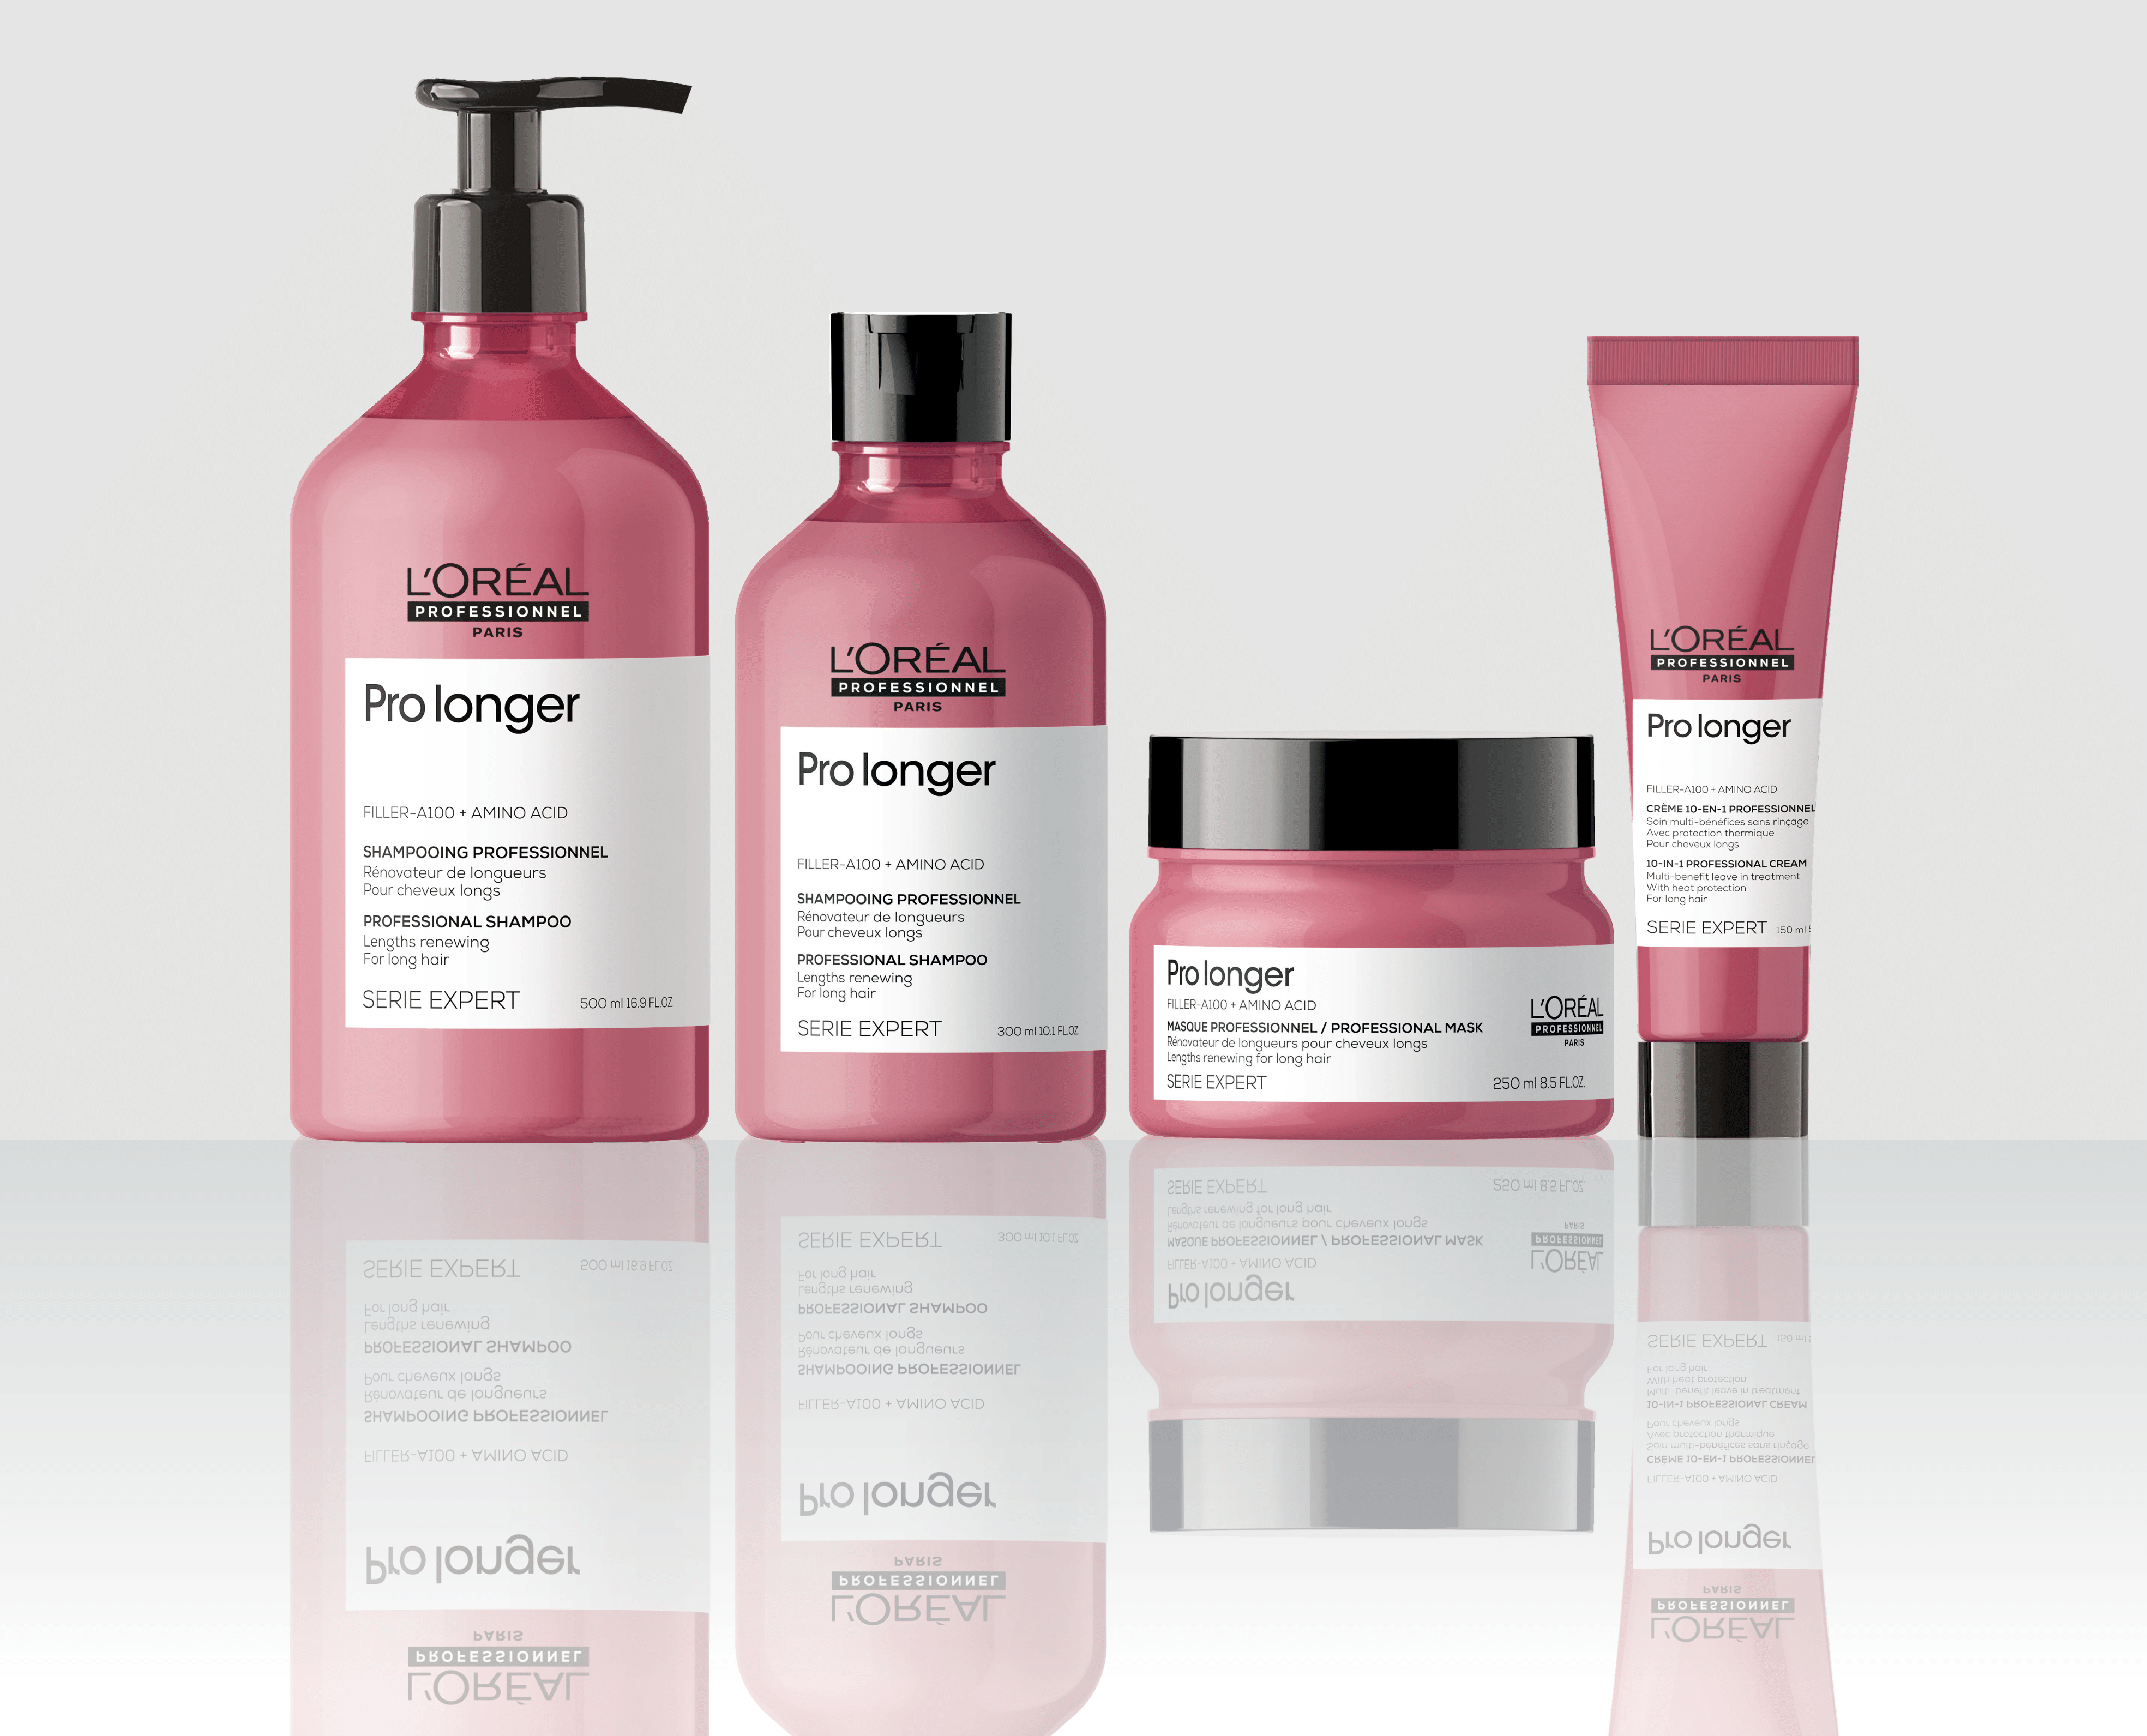 L'ORÉAL
PROFESSIONNEL
PARIS
Pro longer
FILLER-A100 + AMINO ACID
SHAMPOOING PROFESSIONNEL
Rénovateur de longueurs
Pour cheveux longs
PROFESSIONAL SHAMPOO
Lengths renewing
For long hair
SERIE EXPERT 500 ml 16.9 FL.OZ.
L'ORÉAL
PROFESSIONNEL
PARIS
Pro longer
FILLER-A100 + AMINO ACID
SHAMPOOING PROFESSIONNEL
Rénovateur de longueurs
Pour cheveux longs
PROFESSIONAL SHAMPOO
Lengths renewing
For long hair
SERIE EXPERT 300 ml 10.1 FL.OZ.
Pro longer
FILLER-A100 + AMINO ACID
MASQUE PROFESSIONNEL / PROFESSIONAL MASK
Rénovateur de longueurs pour cheveux longs
Lengths renewing for long hair
SERIE EXPERT
L'ORÉAL
PROFESSIONNEL
PARIS
250 ml 8.5 FL.OZ.
L'ORÉAL
PROFESSIONNEL
PARIS
Pro longer
FILLER-A100 + AMINO ACID
CRÈME 10-EN-1 PROFESSIONNEL
Soin multi-bénéfices sans rinçage
Avec protection thermique
Pour cheveux longs
10-IN-1 PROFESSIONAL CREAM
Multi-benefit leave in treatment
With heat protection
For long hair
SERIE EXPERT 150 ml